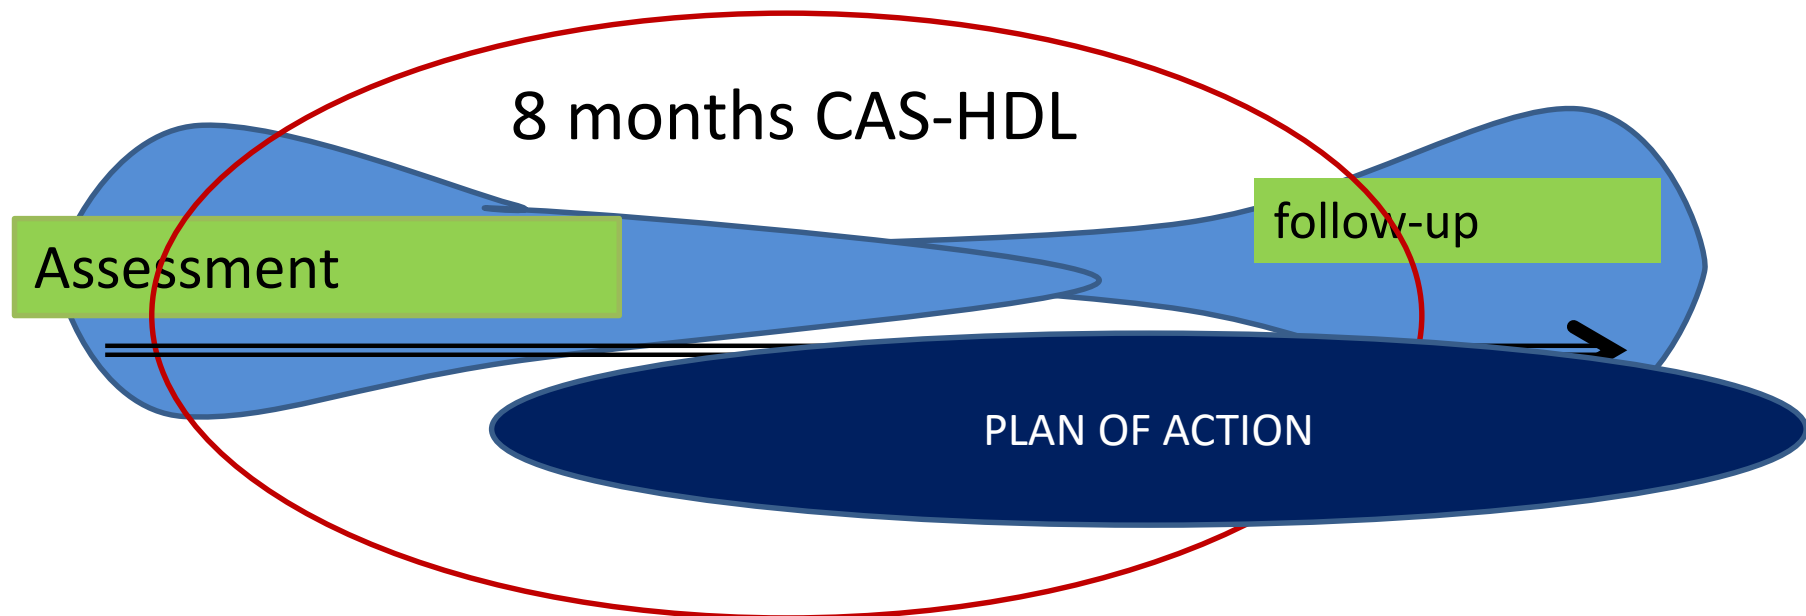 8 months CAS-HDL
follow-up
Assessment
PLAN OF ACTION